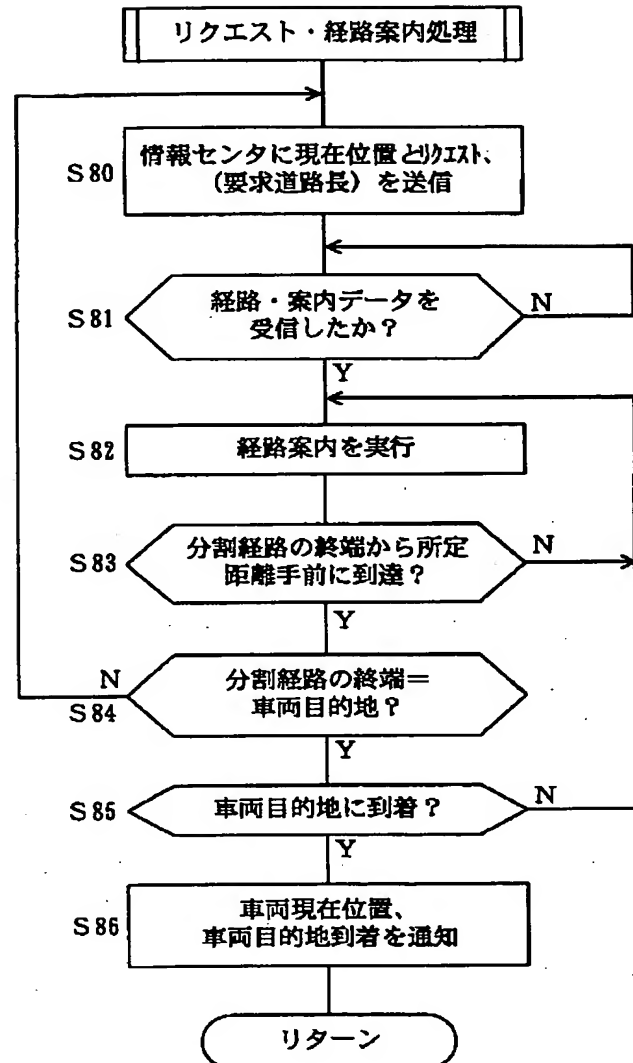 リクエスト・経路案内処理
情報センタに現在位置とリクエスト、
S80
(要求道路長)を送信
経路・案内データを
N
S81
受信したか?
Y
S82
経路案内を実行
分割経路の終端から所定
N
S83
距離手前に到達?
Y
N
分割経路の終端=
S84
車両目的地?
Y
S85
車両目的地に到着?
N
Y
車両現在位置、
S86
車両目的地到着を通知
リターン